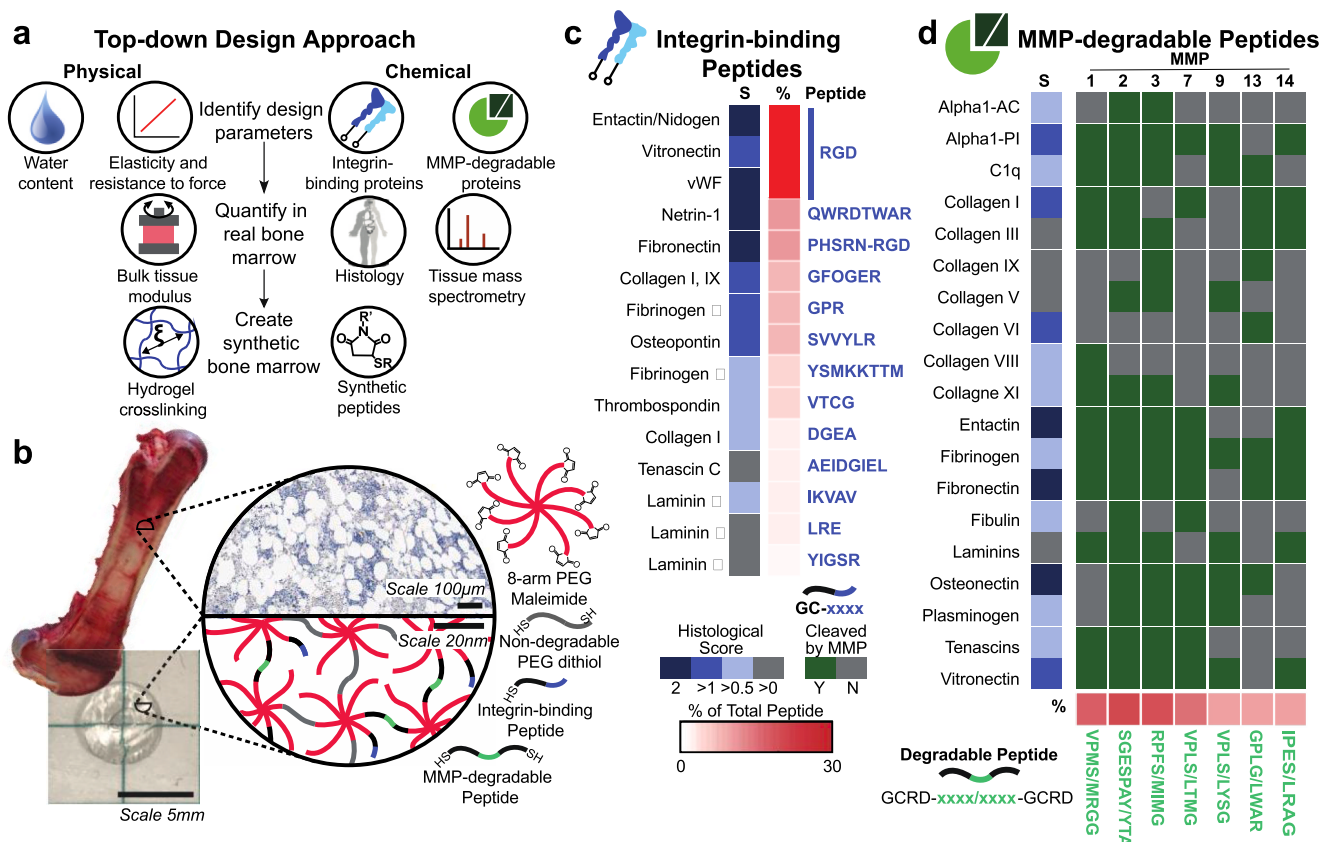 a
Top-down Design Approach
Physical
Chemical
Identify design
parameters
Water
content
Elasticity and
resistance to force
Integrin-
binding proteins
MMP-degradable
proteins
Quantify in
real bone
marrow
Bulk tissue
modulus
Histology
Tissue mass
spectrometry
ξ
Create
synthetic
bone marrow
R'
N
O
O
SR
Hydrogel
crosslinking
Synthetic
peptides
b
Scale 100µm
Scale 20nm
Scale 5mm
8-arm PEG
Maleimide
HS
SH
Non-degradable
PEG dithiol
HS
Integrin-binding
Peptide
HS
SH
MMP-degradable
Peptide
c
Integrin-binding
Peptides
S % Peptide
Entactin/Nidogen
Vitronectin
RGD
vWF
Netrin-1 QWRDTWAR
Fibronectin PHSRN-RGD
Collagen I, IX GFOGER
Fibrinogen □ GPR
Osteopontin SVVYLR
Fibrinogen □ YSMKKTTM
Thrombospondin VTCG
Collagen I DGEA
Tenascin C AEIDGIEL
Laminin □ IKVAV
Laminin □ LRE
Laminin □ YIGSR
GC-xxxx
Histological
Score
2 >1 >0.5 >0
Cleaved
by MMP
Y N
% of Total Peptide
0 30
d
MMP-degradable Peptides
MMP
S 1 2 3 7 9 13 14
Alpha1-AC
Alpha1-PI
C1q
Collagen I
Collagen III
Collagen IX
Collagen V
Collagen VI
Collagen VIII
Collagne XI
Entactin
Fibrinogen
Fibronectin
Fibulin
Laminins
Osteonectin
Plasminogen
Tenascins
Vitronectin
%
VPMS/MRGG
SGESPAY/YTA
RPFS/MIMG
VPLS/LTMG
VPLS/LYSG
GPLG/LWAR
IPES/LRAG
Degradable Peptide
GCRD-xxxx/xxxx-GCRD